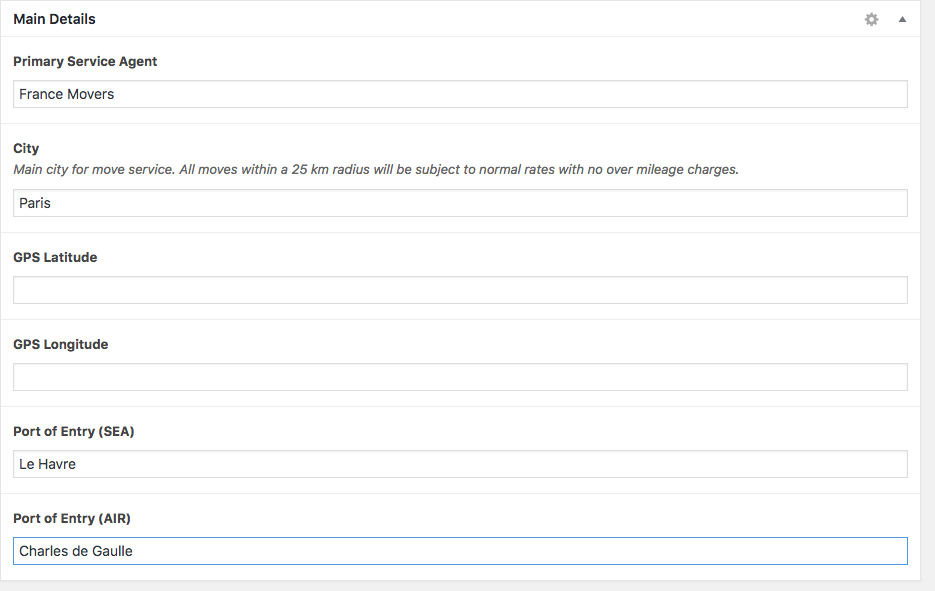 Main Details
Primary Service Agent
France Movers
City
Main city for move service. All moves within a 25 km radius will be subject to normal rates with no over mileage charges.
Paris
GPS Latitude
GPS Longitude
Port of Entry (SEA)
Le Havre
Port of Entry (AIR)
Charles de Gaulle